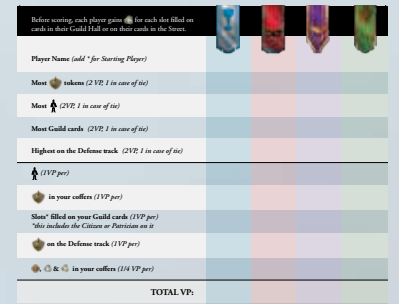 Before scoring, each player gains for each slot filled on
cards in their Guild Hall or on their cards in the Street.
Player Name (add * for Starting Player)
Most tokens (2 VP, 1 in case of tie)
Most (2VP, 1 in case of tie)
Most Guild cards (2VP, 1 in case of tie)
Highest on the Defense track (2VP, 1 in case of tie)
(1VP per)
in your coffers (1VP per)
Slots* filled on your Guild cards (1VP per)
*this includes the Citizen or Patrician on it
on the Defense track (1VP per)
, & in your coffers (1/4 VP per)
TOTAL VP: